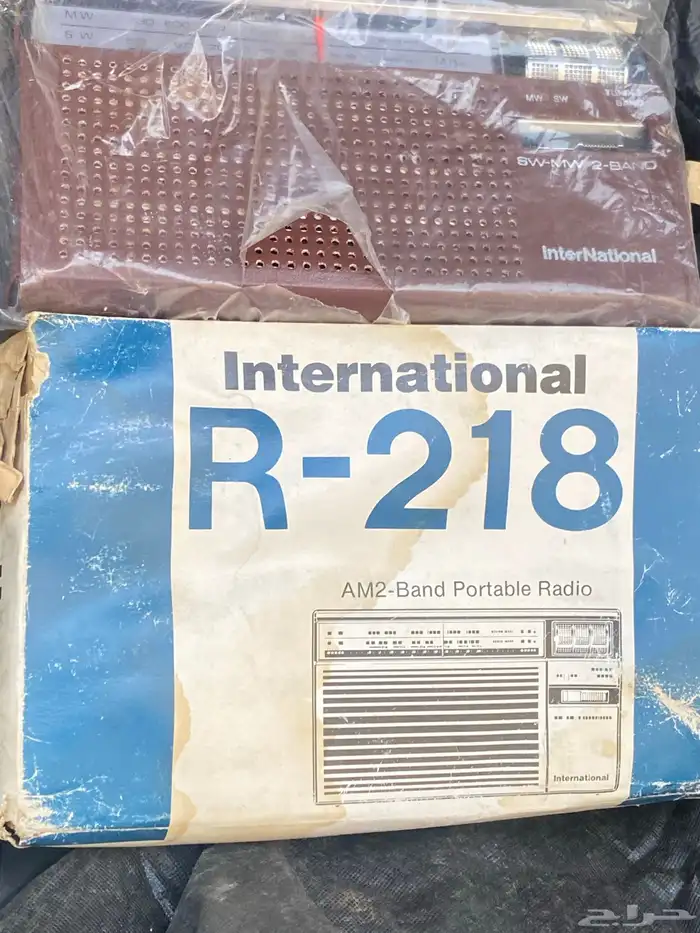 MW
SW
MW SW
SW-MW 2-BAND
InterNational
International
R-218
AM2-Band Portable Radio
International
حراج